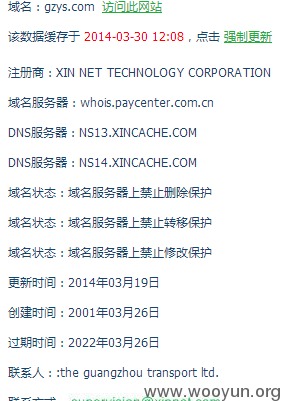 域名：gzys.com 访问此网站
该数据缓存于 2014-03-30 12:08，点击 强制更新
注册商：XIN NET TECHNOLOGY CORPORATION
域名服务器：whois.paycenter.com.cn
DNS服务器：NS13.XINCACHE.COM
DNS服务器：NS14.XINCACHE.COM
域名状态：域名服务器上禁止删除保护
域名状态：域名服务器上禁止转移保护
域名状态：域名服务器上禁止修改保护
更新时间：2014年03月19日
创建时间：2001年03月26日
过期时间：2022年03月26日
联系人：:the guangzhou transport ltd.
www.wooyun.org